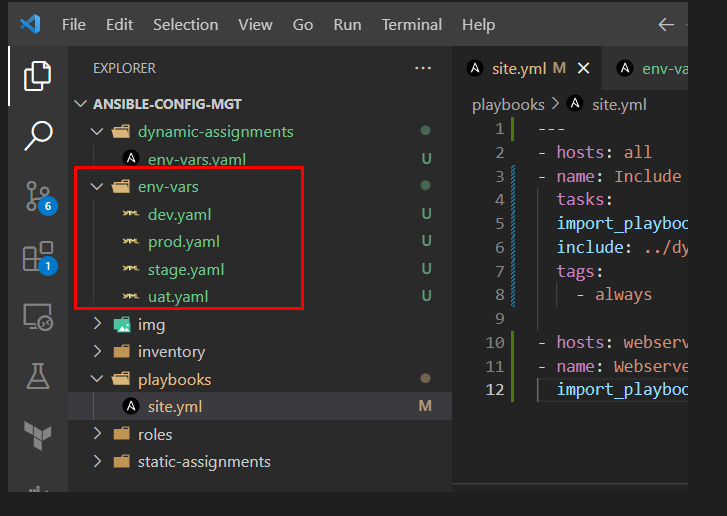 File Edit Selection View Go Run Terminal Help
EXPLORER
ANSIBLE-CONFIG-MGT
dynamic-assignments
env-vars.yaml U
env-vars
dev.yaml U
prod.yaml U
stage.yaml U
uat.yaml U
img
inventory
playbooks
site.yml M
roles
static-assignments
6
1
site.yml M env-va
playbooks > site.yml
1 ---
2 - hosts: all
3 - name: Include
4 tasks:
5 import_playboo
6 include: ../dy
7 tags:
8 - always
9
10 - hosts: webserv
11 - name: Webserve
12 import_playboo